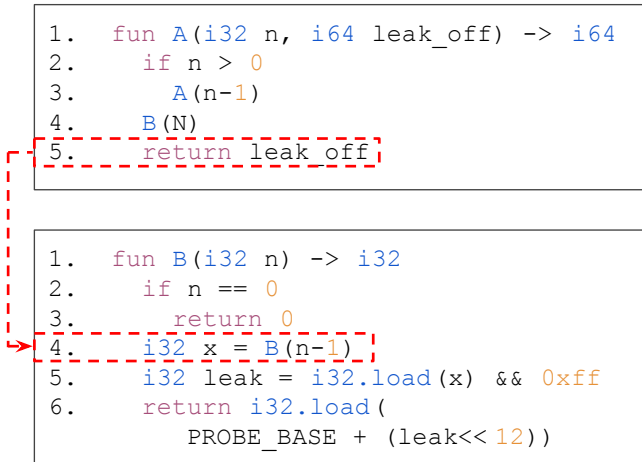 1. fun A(i32 n, i64 leak_off) -> i64
2. if n > 0
3. A(n-1)
4. B(N)
5. return leak_off
1. fun B(i32 n) -> i32
2. if n == 0
3. return 0
4. i32 x = B(n-1)
5. i32 leak = i32.load(x) && 0xff
6. return i32.load(
PROBE_BASE + (leak<< 12))